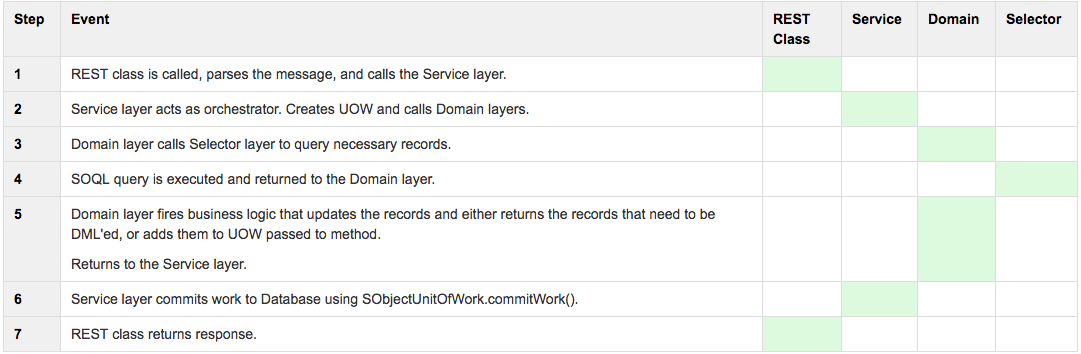 Step Event REST Class Service Domain Selector
1 REST class is called, parses the message, and calls the Service layer.
2 Service layer acts as orchestrator. Creates UOW and calls Domain layers.
3 Domain layer calls Selector layer to query necessary records.
4 SOQL query is executed and returned to the Domain layer.
5 Domain layer fires business logic that updates the records and either returns the records that need to be
DML'ed, or adds them to UOW passed to method.
Returns to the Service layer.
6 Service layer commits work to Database using SObjectUnitOfWork.commitWork().
7 REST class returns response.